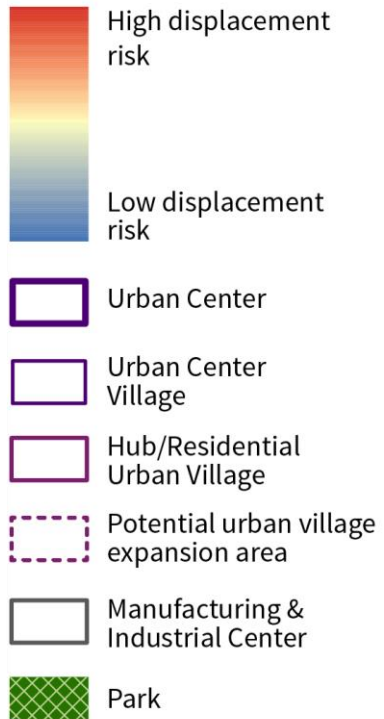 High displacement
risk
Low displacement
risk
Urban Center
Urban Center
Village
Hub/Residential
Urban Village
Potential urban village
expansion area
Manufacturing &
Industrial Center
Park